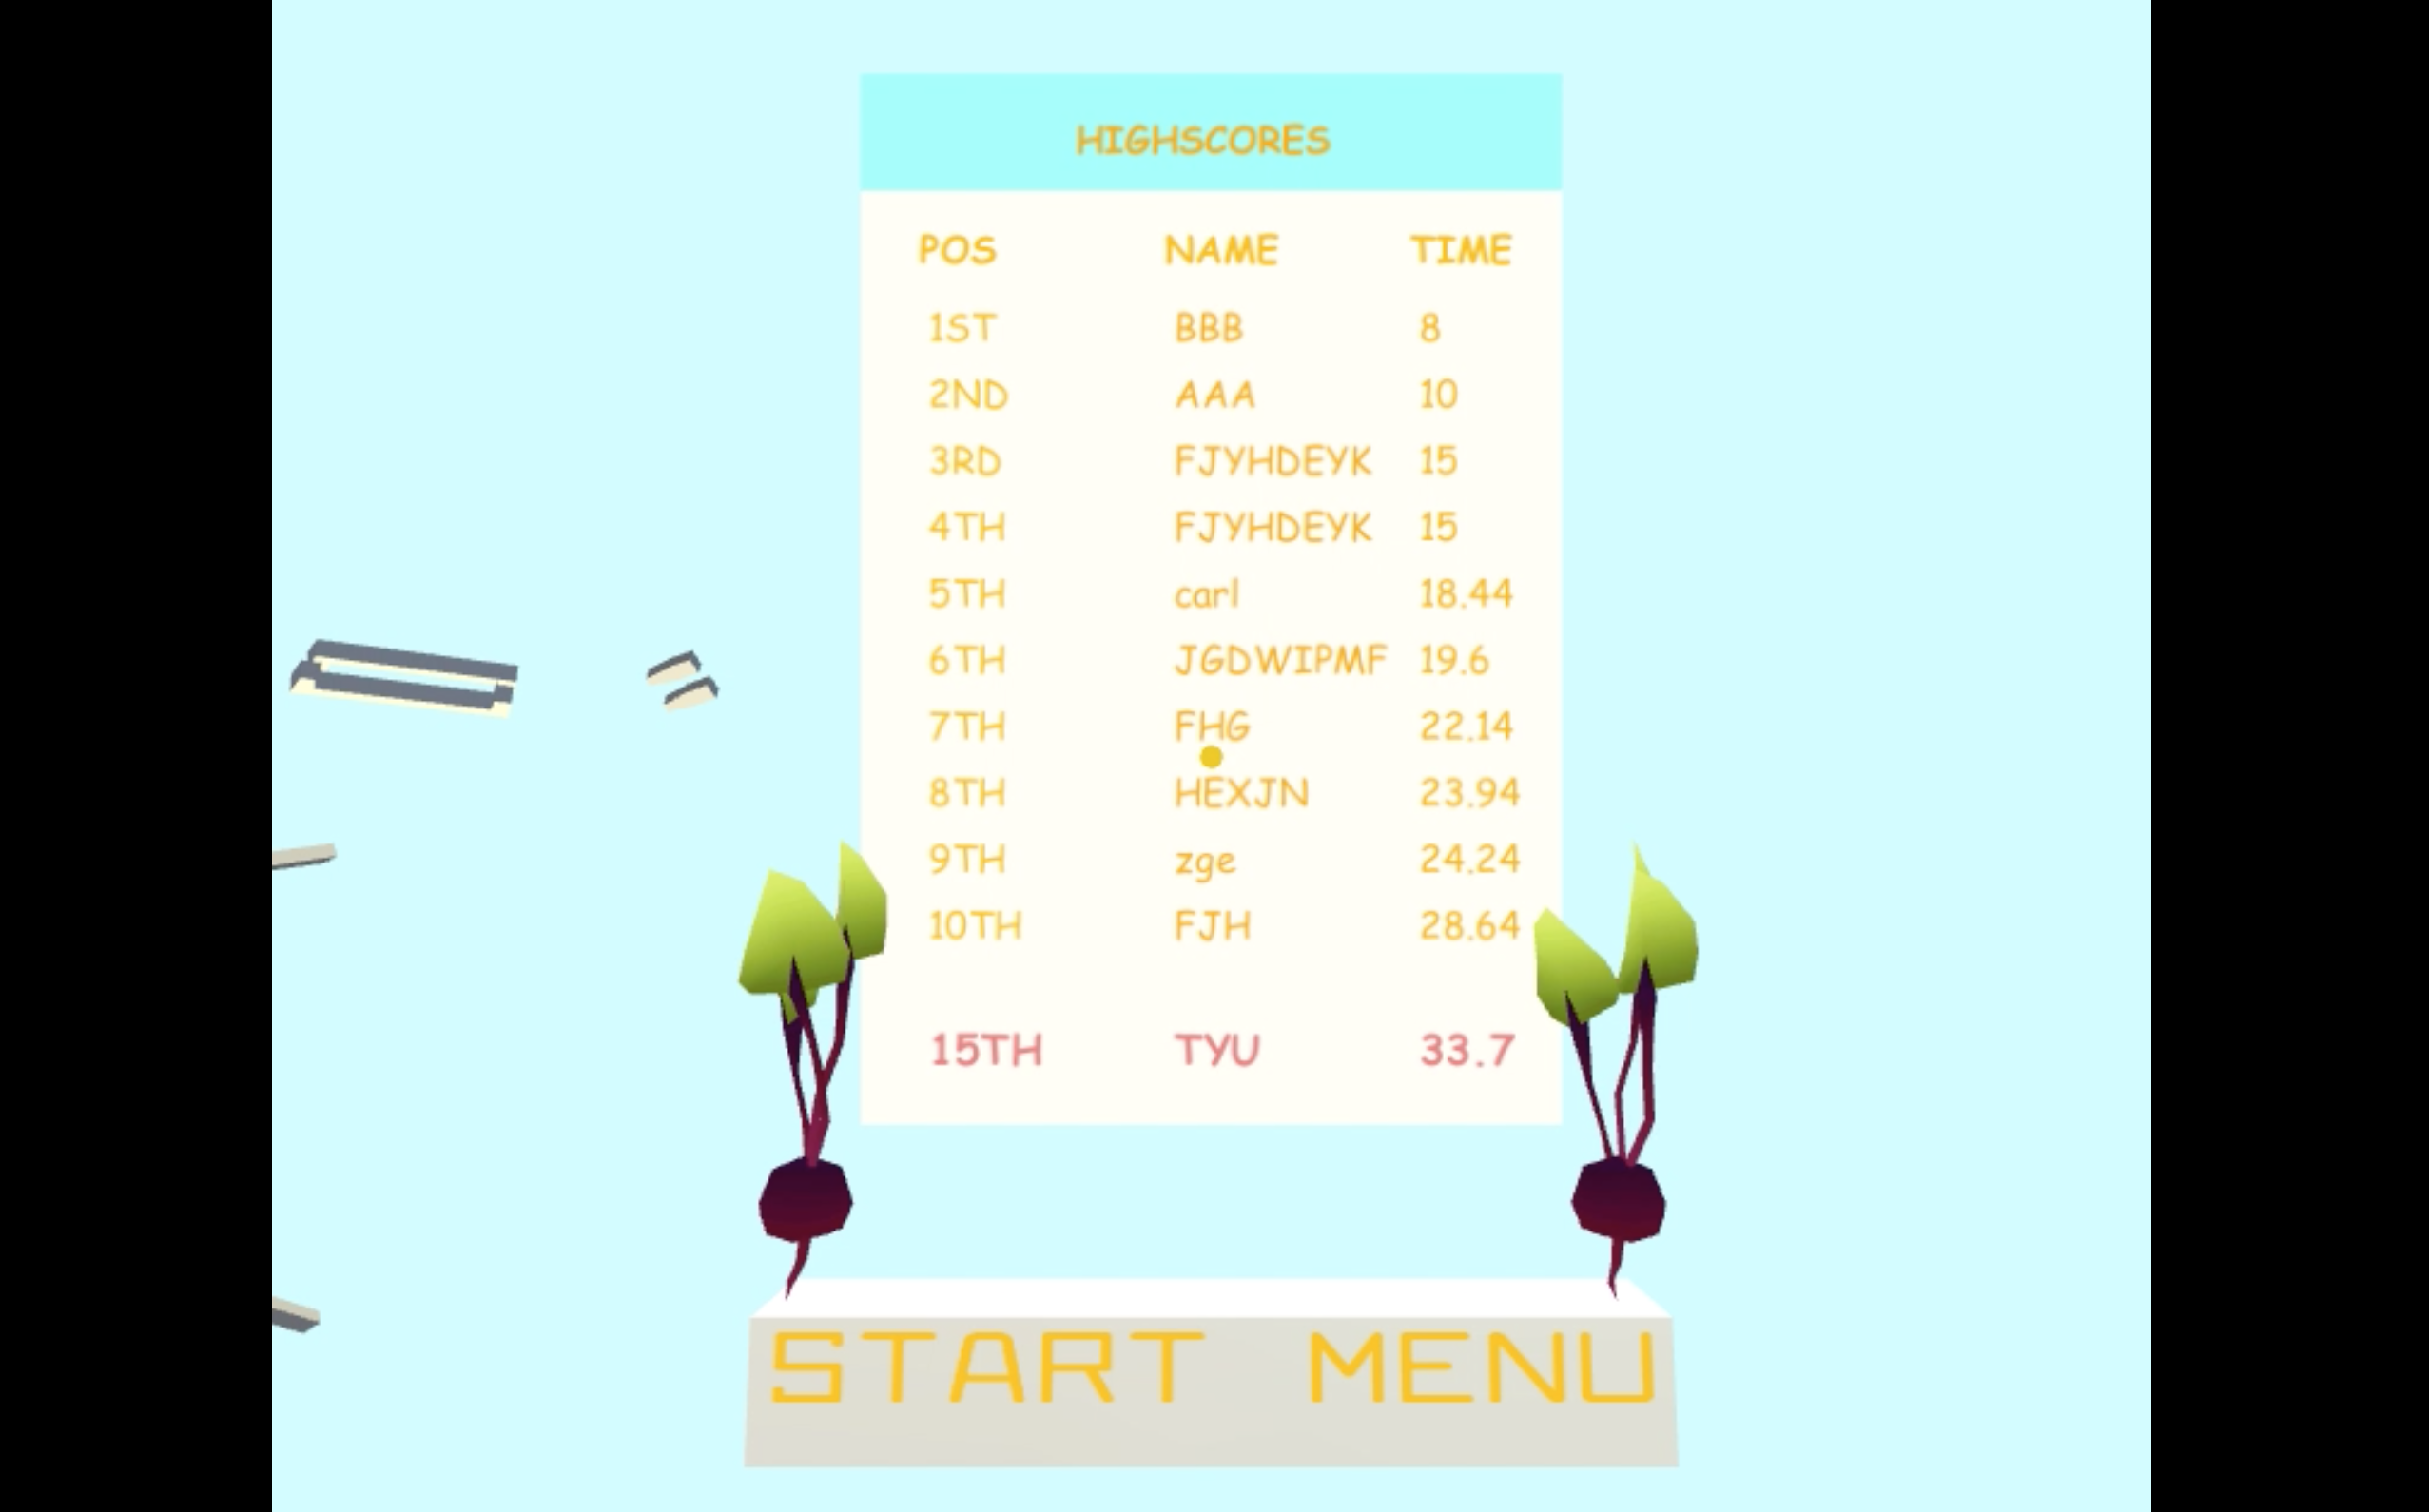 HIGHSCORES
POS NAME TIME
1ST BBB 8
2ND AAA 10
3RD FJYHDEYK 15
4TH FJYHDEYK 15
5TH carl 18.44
6TH JGDWIPMF 19.6
7TH FHG 22.14
8TH HEXJN 23.94
9TH zge 24.24
10TH FJH 28.64
15TH TYU 33.7
START MENU